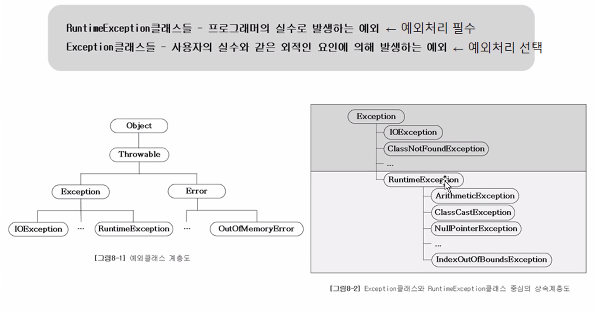 RuntimeException클래스들 - 프로그래머의 실수로 발생하는 예외 ← 예외처리 필수
Exception클래스들 - 사용자의 실수와 같은 외적인 요인에 의해 발생하는 예외 ← 예외처리 선택
Object
Throwable
Exception
Error
IOException
...
RuntimeException
...
OutOfMemoryError
[그림8-1] 예외클래스 계층도
Exception
IOException
ClassNotFoundException
...
RuntimeException
ArithmeticException
ClassCastException
NullPointerException
...
IndexOutOfBoundsException
[그림8-2] Exception클래스와 RuntimeException클래스 중심의 상속계층도